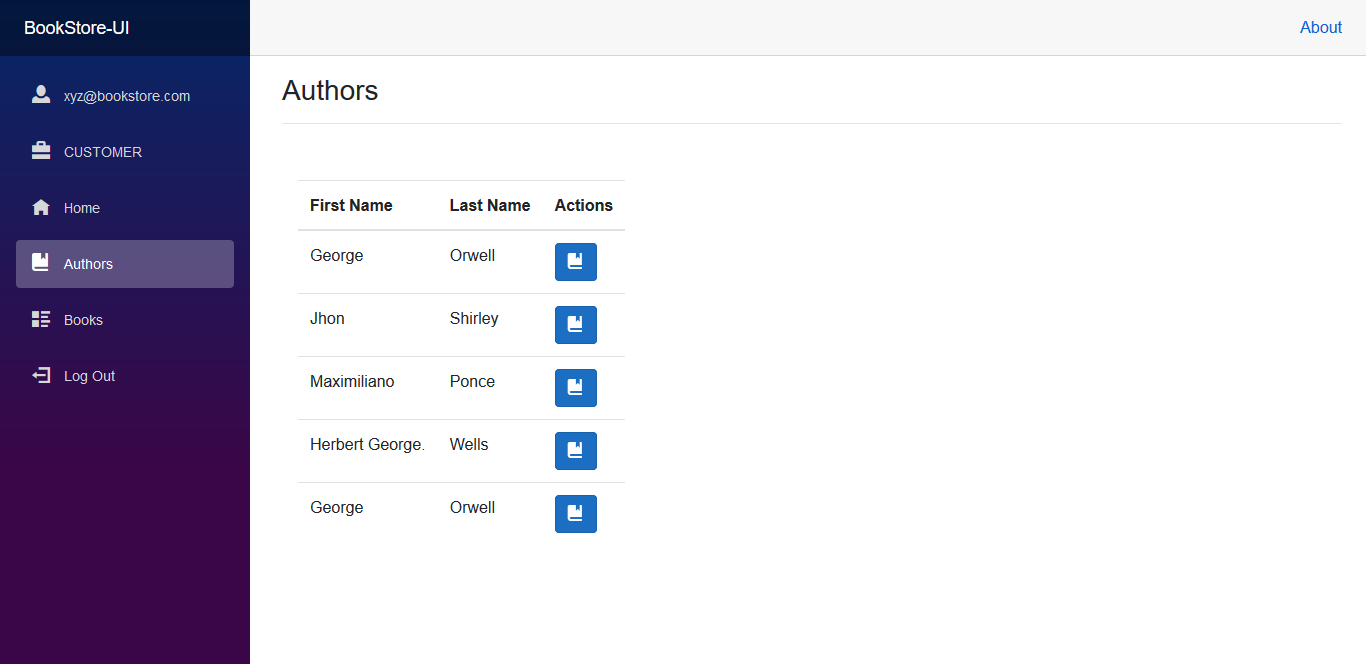 BookStore-UI
About
xyz@bookstore.com
CUSTOMER
Home
Authors
Books
Log Out
Authors
First Name Last Name Actions
George Orwell
Jhon Shirley
Maximiliano Ponce
Herbert George. Wells
George Orwell